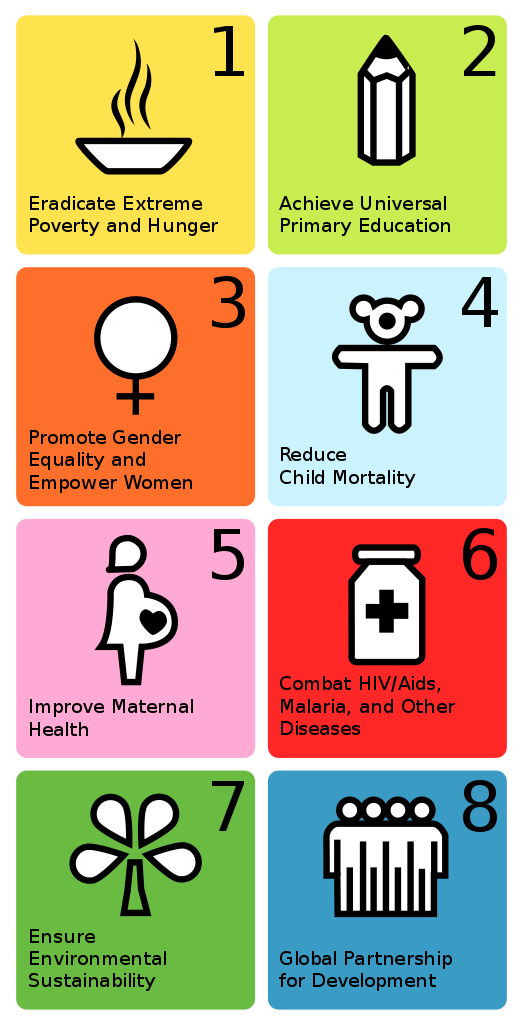 1
Eradicate Extreme
Poverty and Hunger
2
Achieve Universal
Primary Education
3
Promote Gender
Equality and
Empower Women
4
Reduce
Child Mortality
5
Improve Maternal
Health
6
Combat HIV/Aids,
Malaria, and Other
Diseases
7
Ensure
Environmental
Sustainability
8
Global Partnership
for Development